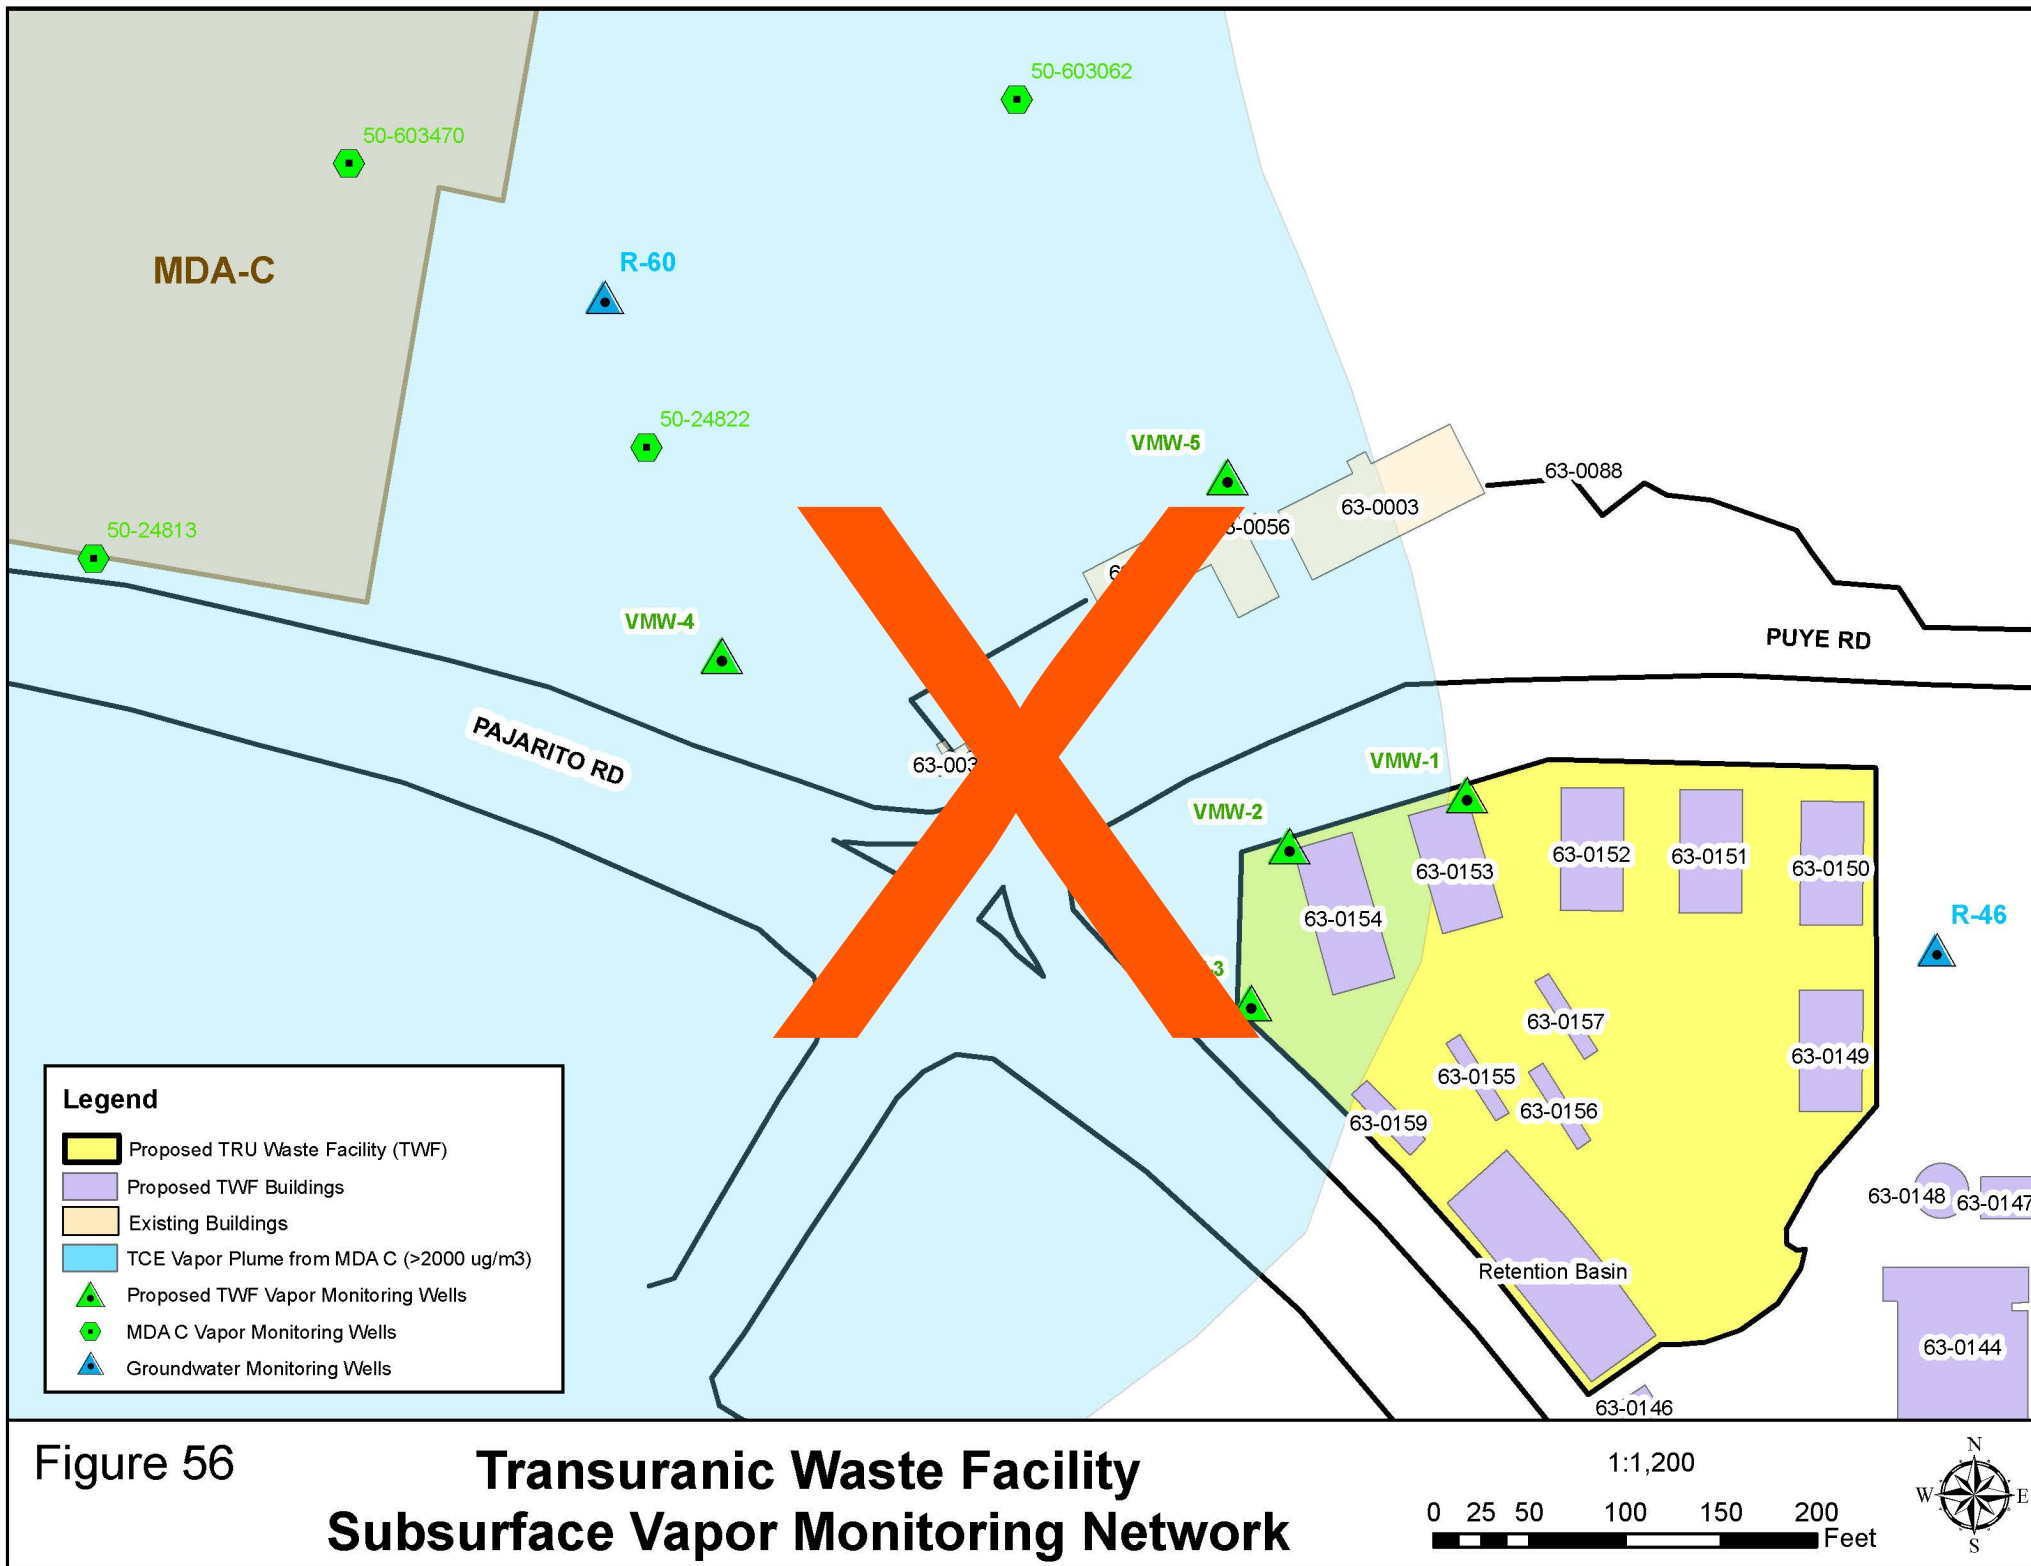 50-603062
50-603470
MDA-C
R-60
50-24822
VMW-5
63-0088
63-0003
-0056
50-24813
VMW-4
PUYE RD
PAJARITO RD
63-003
VMW-1
VMW-2
63-0152
63-0151
63-0150
63-0153
63-0154
R-46
3
63-0157
63-0149
63-0155
63-0156
63-0159
63-0148
63-0147
Retention Basin
63-0144
63-0146
Legend
Proposed TRU Waste Facility (TWF)
Proposed TWF Buildings
Existing Buildings
TCE Vapor Plume from MDA C (>2000 ug/m3)
Proposed TWF Vapor Monitoring Wells
MDA C Vapor Monitoring Wells
Groundwater Monitoring Wells
Figure 56
Transuranic Waste Facility
Subsurface Vapor Monitoring Network
1:1,200
0 25 50 100 150 200
Feet
N
W E
S